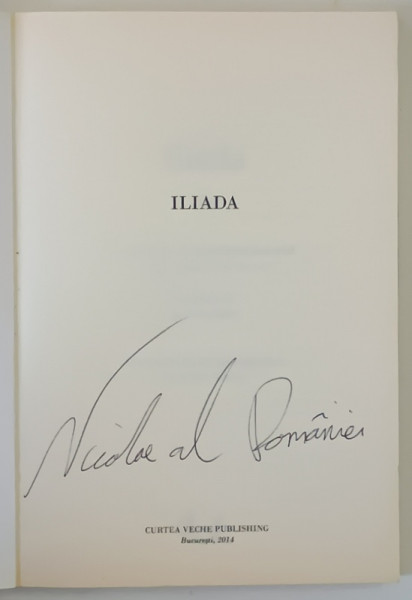 ILIADA
Nicolae al României
CURTEA VECHE PUBLISHING
București, 2014